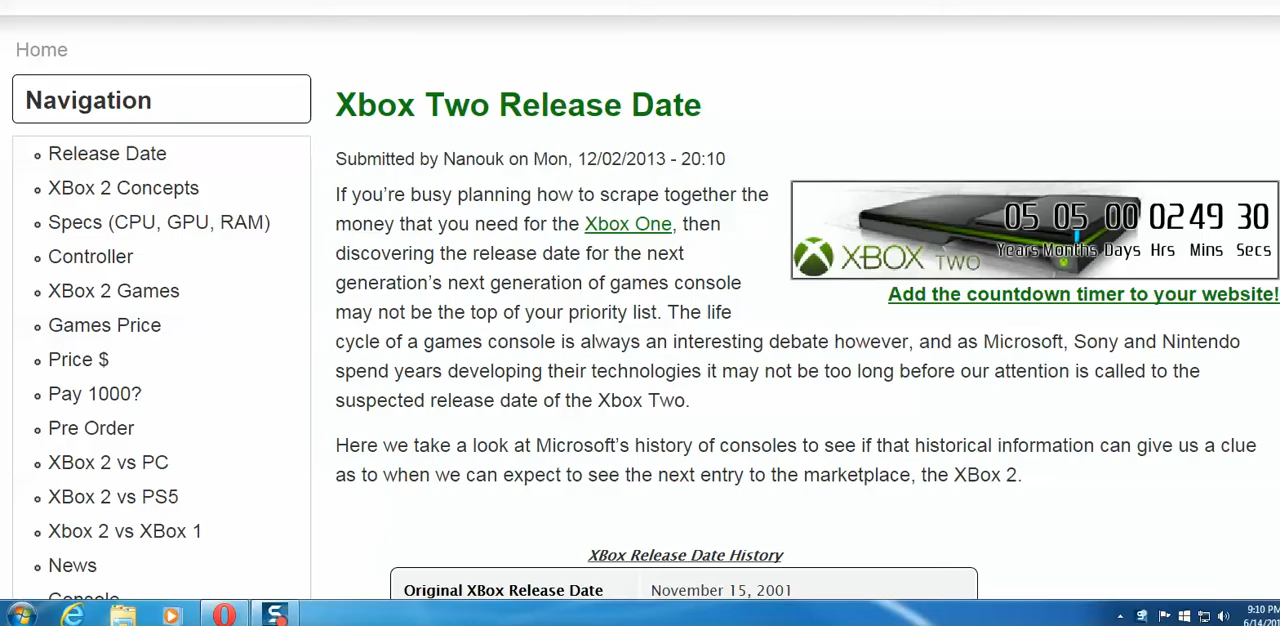 Home
Navigation
Release Date
XBox 2 Concepts
Specs (CPU, GPU, RAM)
Controller
XBox 2 Games
Games Price
Price $
Pay 1000?
Pre Order
XBox 2 vs PC
XBox 2 vs PS5
Xbox 2 vs XBox 1
News
Console
Xbox Two Release Date
Submitted by Nanouk on Mon, 12/02/2013 - 20:10
If you’re busy planning how to scrape together the
money that you need for the Xbox One, then
discovering the release date for the next
generation’s next generation of games console
may not be the top of your priority list. The life
cycle of a games console is always an interesting debate however, and as Microsoft, Sony and Nintendo
spend years developing their technologies it may not be too long before our attention is called to the
suspected release date of the Xbox Two.
05 05 00 02 49 30
Years Months Days Hrs Mins Secs
XBOX TWO
Add the countdown timer to your website!
Here we take a look at Microsoft’s history of consoles to see if that historical information can give us a clue
as to when we can expect to see the next entry to the marketplace, the XBox 2.
XBox Release Date History
Original XBox Release Date November 15, 2001
9:10 PM